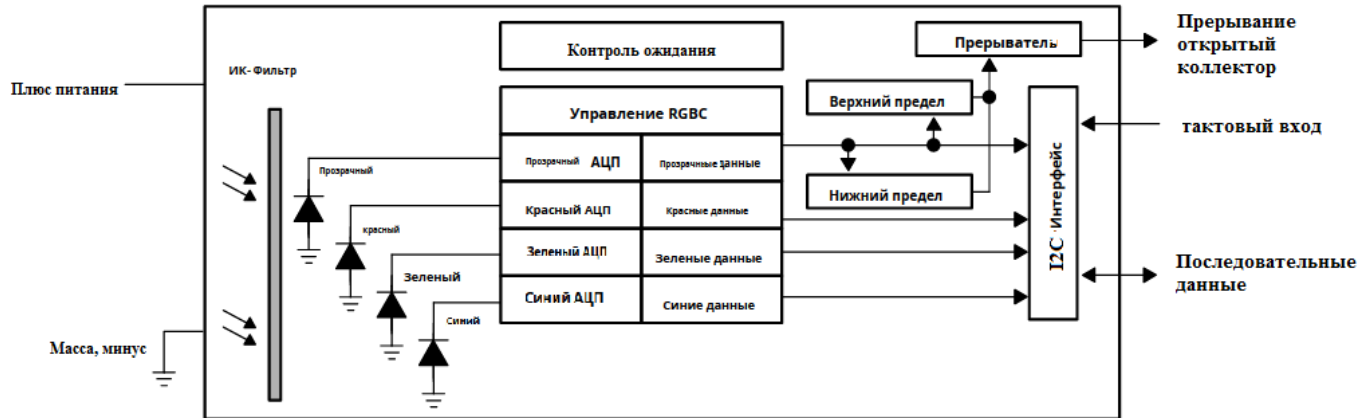 Прерывание
открытый
коллектор
Контроль ожидания
Прерыватель
ИК- Фильтр
Плюс питания
Верхний предел
Управление RGBC
тактовый вход
Прозрачный АЦП
Прозрачные данные
Прозрачный
Нижний предел
I2C Интерфейс
Красный АЦП
Красные данные
красный
Зеленый АЦП
Зеленые данные
Зеленый
Последовательные
данные
Синий АЦП
Синие данные
Синий
Масса, минус